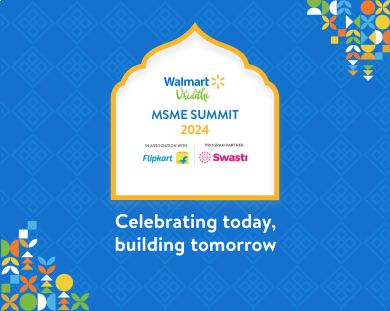 Walmart
Vriddhi
MSME SUMMIT
2024
IN ASSOCIATION WITH
Flipkart
PROGRAM PARTNER
Swasti
Celebrating today,
building tomorrow